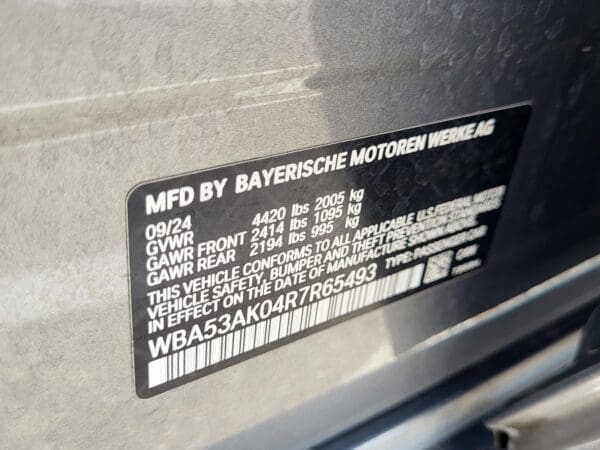 MFD BY BAYERISCHE MOTOREN WERKE AG
09/24
GVWR 4420 lbs 2005 kg
GAWR FRONT 2414 lbs 1095 kg
GAWR REAR 2194 lbs 995 kg
THIS VEHICLE CONFORMS TO ALL APPLICABLE U.S. FEDERAL MOTOR
VEHICLE SAFETY, BUMPER AND THEFT PREVENTION STANDARDS
IN EFFECT ON THE DATE OF MANUFACTURE SHOWN ABOVE.
WBA53AK04R7R65493 TYPE: PASSENGER CAR